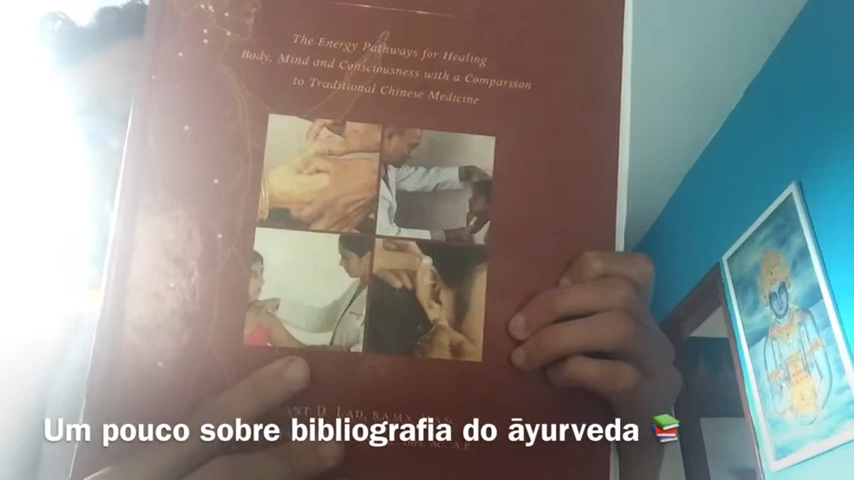 The Energy Pathways for Healing
Body, Mind and Consciousness with a Comparison
to Traditional Chinese Medicine
D. LAD, B.A.M.S.
Um pouco sobre bibliografia do āyurveda 📚